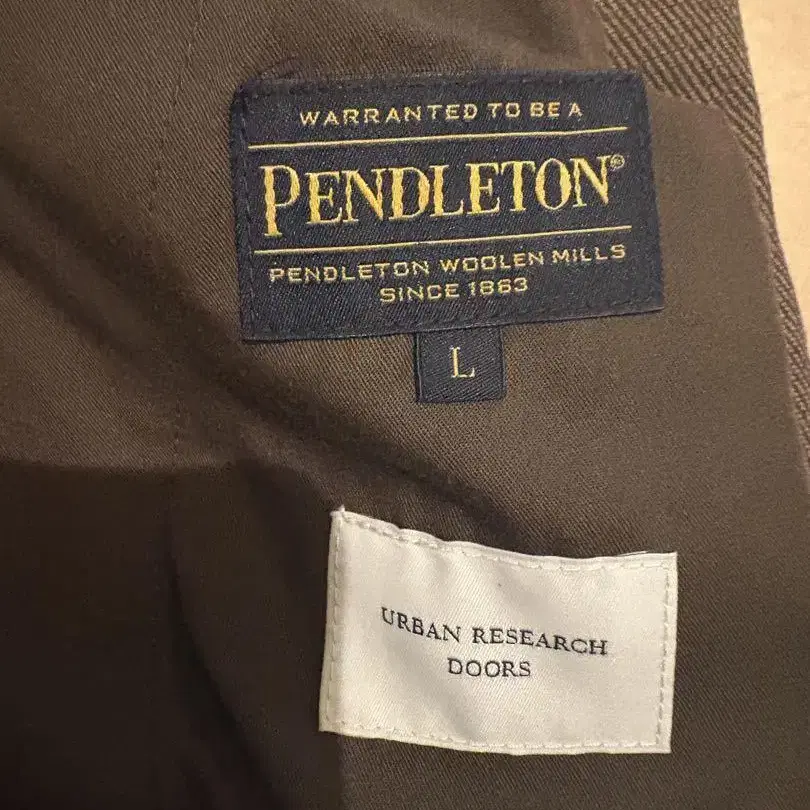 WARRANTED TO BE A
PENDLETON®
PENDLETON WOOLEN MILLS
SINCE 1863
L
URBAN RESEARCH
DOORS